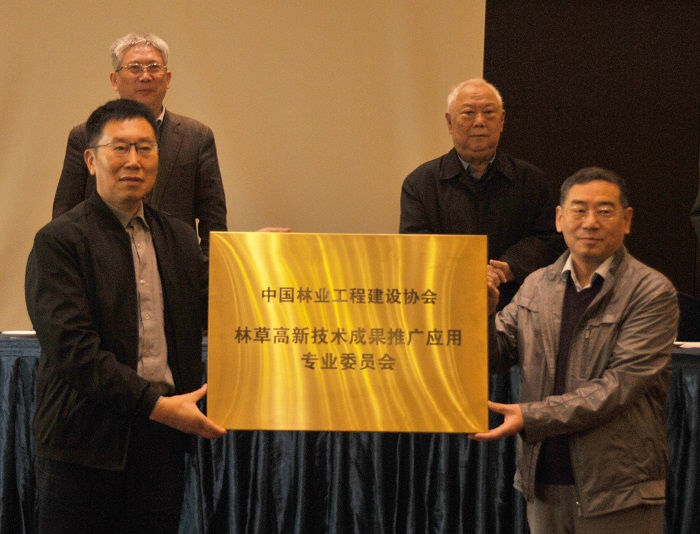 中国林业工程建设协会
林草高新技术成果推广应用
专业委员会